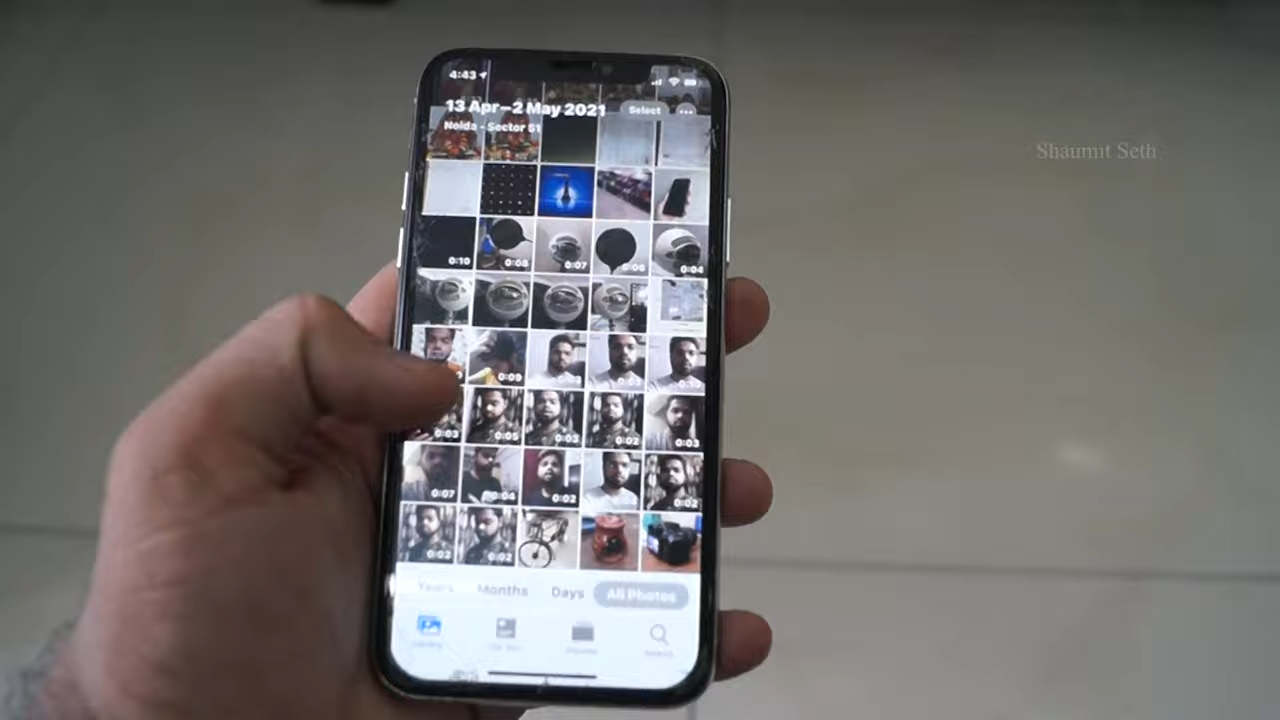 4:43
13 Apr–2 May 2021
Select
Noida - Sector 51
Shaumit Seth
0:10
0:08
0:07
0:06
0:04
0:09
0:03
0:05
0:03
0:02
0:03
0:07
0:04
0:02
0:02
0:02
0:02
Years
Months
Days
All Photos
Library
Search